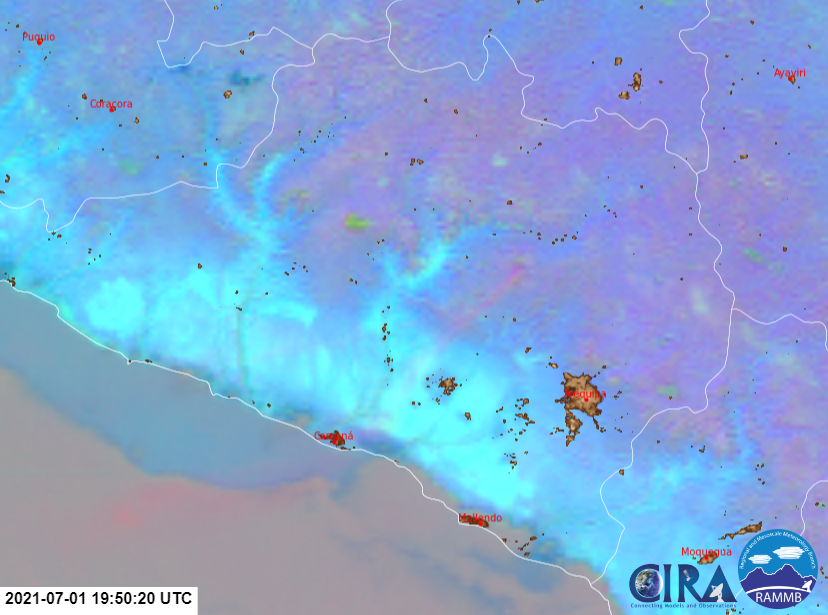 Puquio
Ayaviri
Coracora
Arequipa
Camaná
Mollendo
Moquegua
2021-07-01 19:50:20 UTC
CIRA
Connecting Models and Observations
Regional and Mesoscale Meteorology Branch
RAMMB